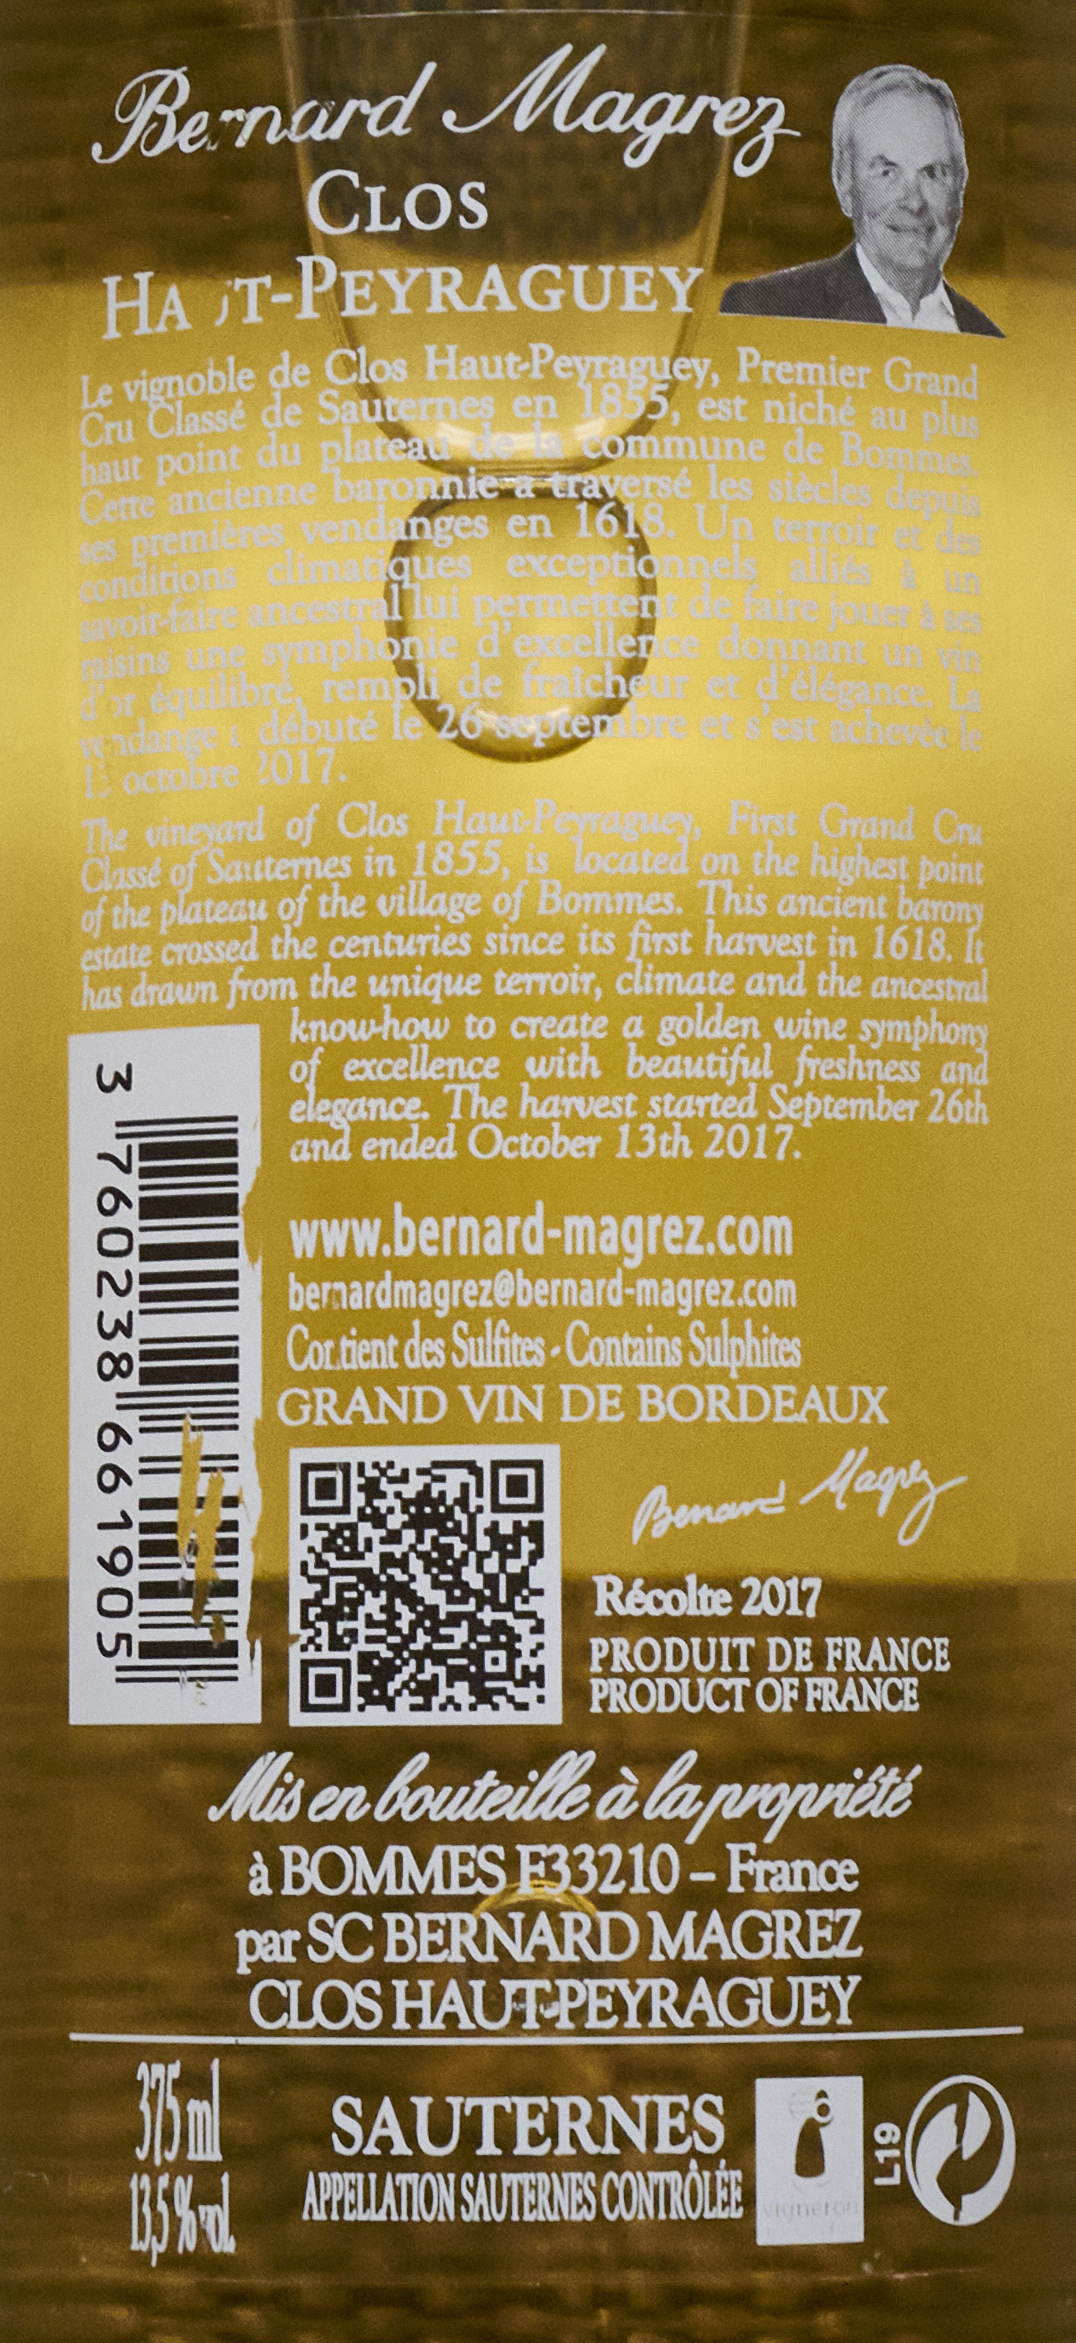 Bernard Magrez
CLOS
HAUT-PEYRAGUEY
Le vignoble de Clos Haut-Peyraguey, Premier Grand
Cru Classé de Sauternes en 1855, est niché au plus
haut point du plateau de la commune de Bommes.
Cette ancienne baronnie a traversé les siècles depuis
ses premières vendanges en 1618. Un terroir et des
conditions climatiques exceptionnels alliés à un
savoir-faire ancestral lui permettent de faire jouer à ses
raisins une symphonie d'excellence donnant un vin
d'or équilibré, rempli de fraîcheur et d'élégance. La
vendange a débuté le 26 septembre et s'est achevée le
13 octobre 2017.
The vineyard of Clos Haut-Peyraguey, First Grand Cru
Classé of Sauternes in 1855, is located on the highest point
of the plateau of the village of Bommes. This ancient barony
estate crossed the centuries since its first harvest in 1618. It
has drawn from the unique terroir, climate and the ancestral
know-how to create a golden wine symphony
of excellence with beautiful freshness and
elegance. The harvest started September 26th
and ended October 13th 2017.
3 760238 661905
www.bernard-magrez.com
bernardmagrez@bernard-magrez.com
Contient des Sulfites - Contains Sulphites
GRAND VIN DE BORDEAUX
Bernard Magrez
Récolte 2017
PRODUIT DE FRANCE
PRODUCT OF FRANCE
Mis en bouteille à la propriété
à BOMMES F33210 – France
par SC BERNARD MAGREZ
CLOS HAUT-PEYRAGUEY
375 ml
13,5 % vol.
SAUTERNES
APPELLATION SAUTERNES CONTRÔLÉE
vigneron
L19